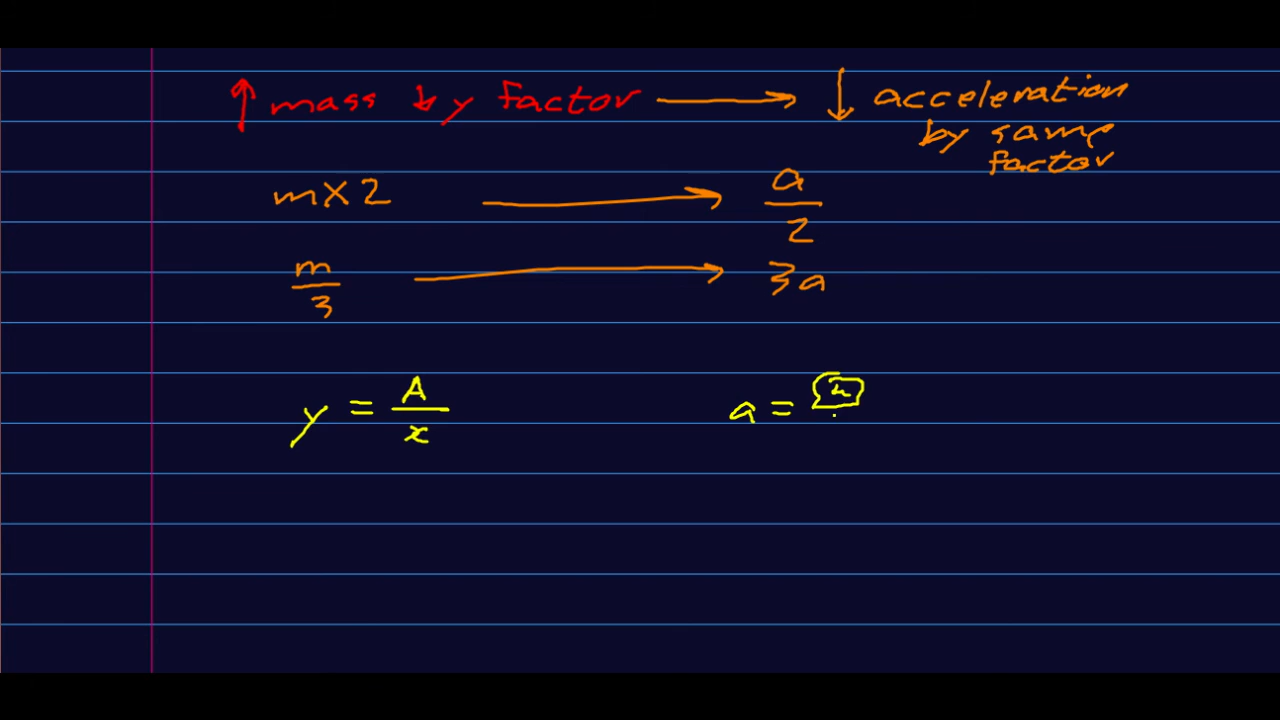 ↑ mass by factor → ↓ acceleration
by same
factor
m×2 → a/2
m/3 → 3a
y = A/x
a =